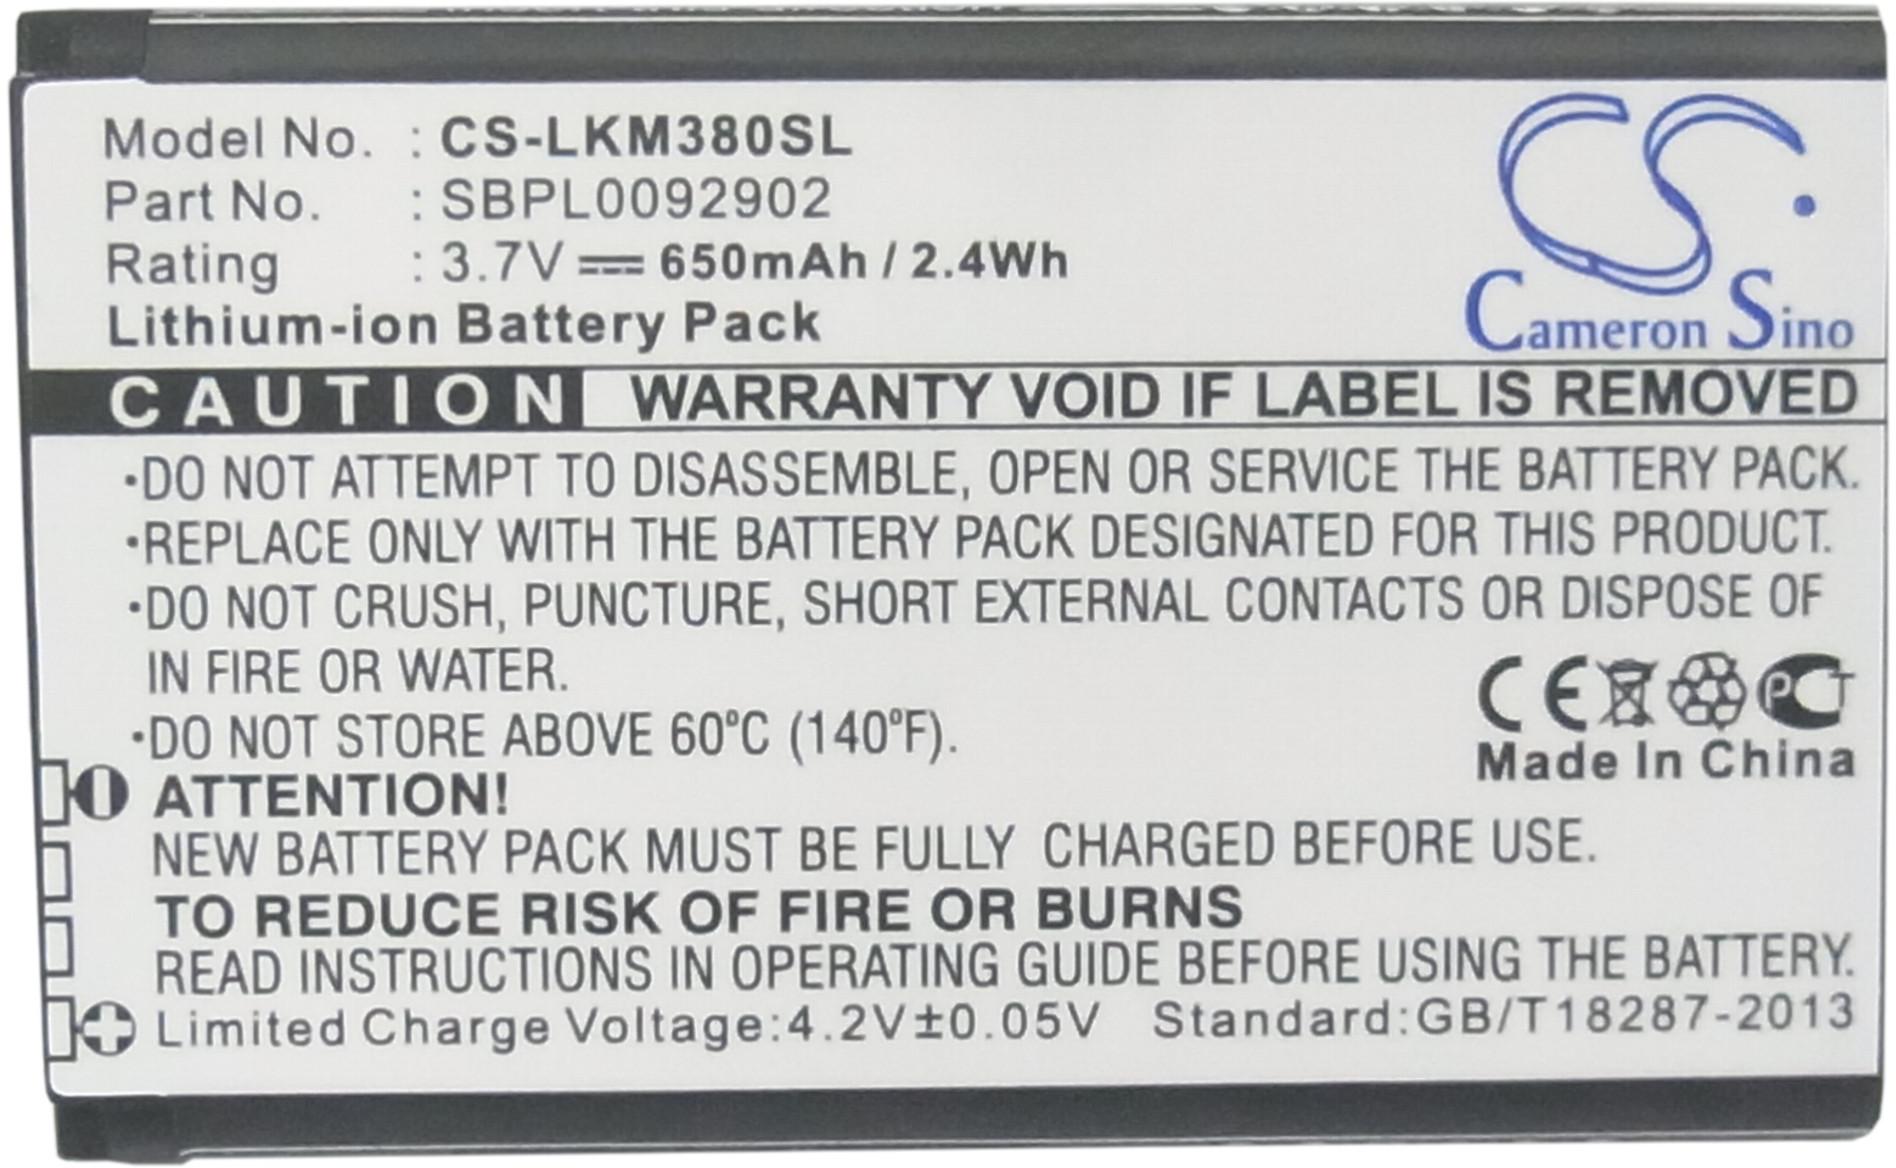 Model No. : CS-LKM380SL
Part No. : SBPL0092902
Rating : 3.7V 650mAh / 2.4Wh
Lithium-ion Battery Pack
CS
Cameron Sino
CAUTION WARRANTY VOID IF LABEL IS REMOVED
·DO NOT ATTEMPT TO DISASSEMBLE, OPEN OR SERVICE THE BATTERY PACK.
·REPLACE ONLY WITH THE BATTERY PACK DESIGNATED FOR THIS PRODUCT.
·DO NOT CRUSH, PUNCTURE, SHORT EXTERNAL CONTACTS OR DISPOSE OF
IN FIRE OR WATER.
·DO NOT STORE ABOVE 60ºC (140ºF).
CE PCT
Made In China
ATTENTION!
NEW BATTERY PACK MUST BE FULLY CHARGED BEFORE USE.
TO REDUCE RISK OF FIRE OR BURNS
READ INSTRUCTIONS IN OPERATING GUIDE BEFORE USING THE BATTERY.
Limited Charge Voltage:4.2V±0.05V Standard:GB/T18287-2013